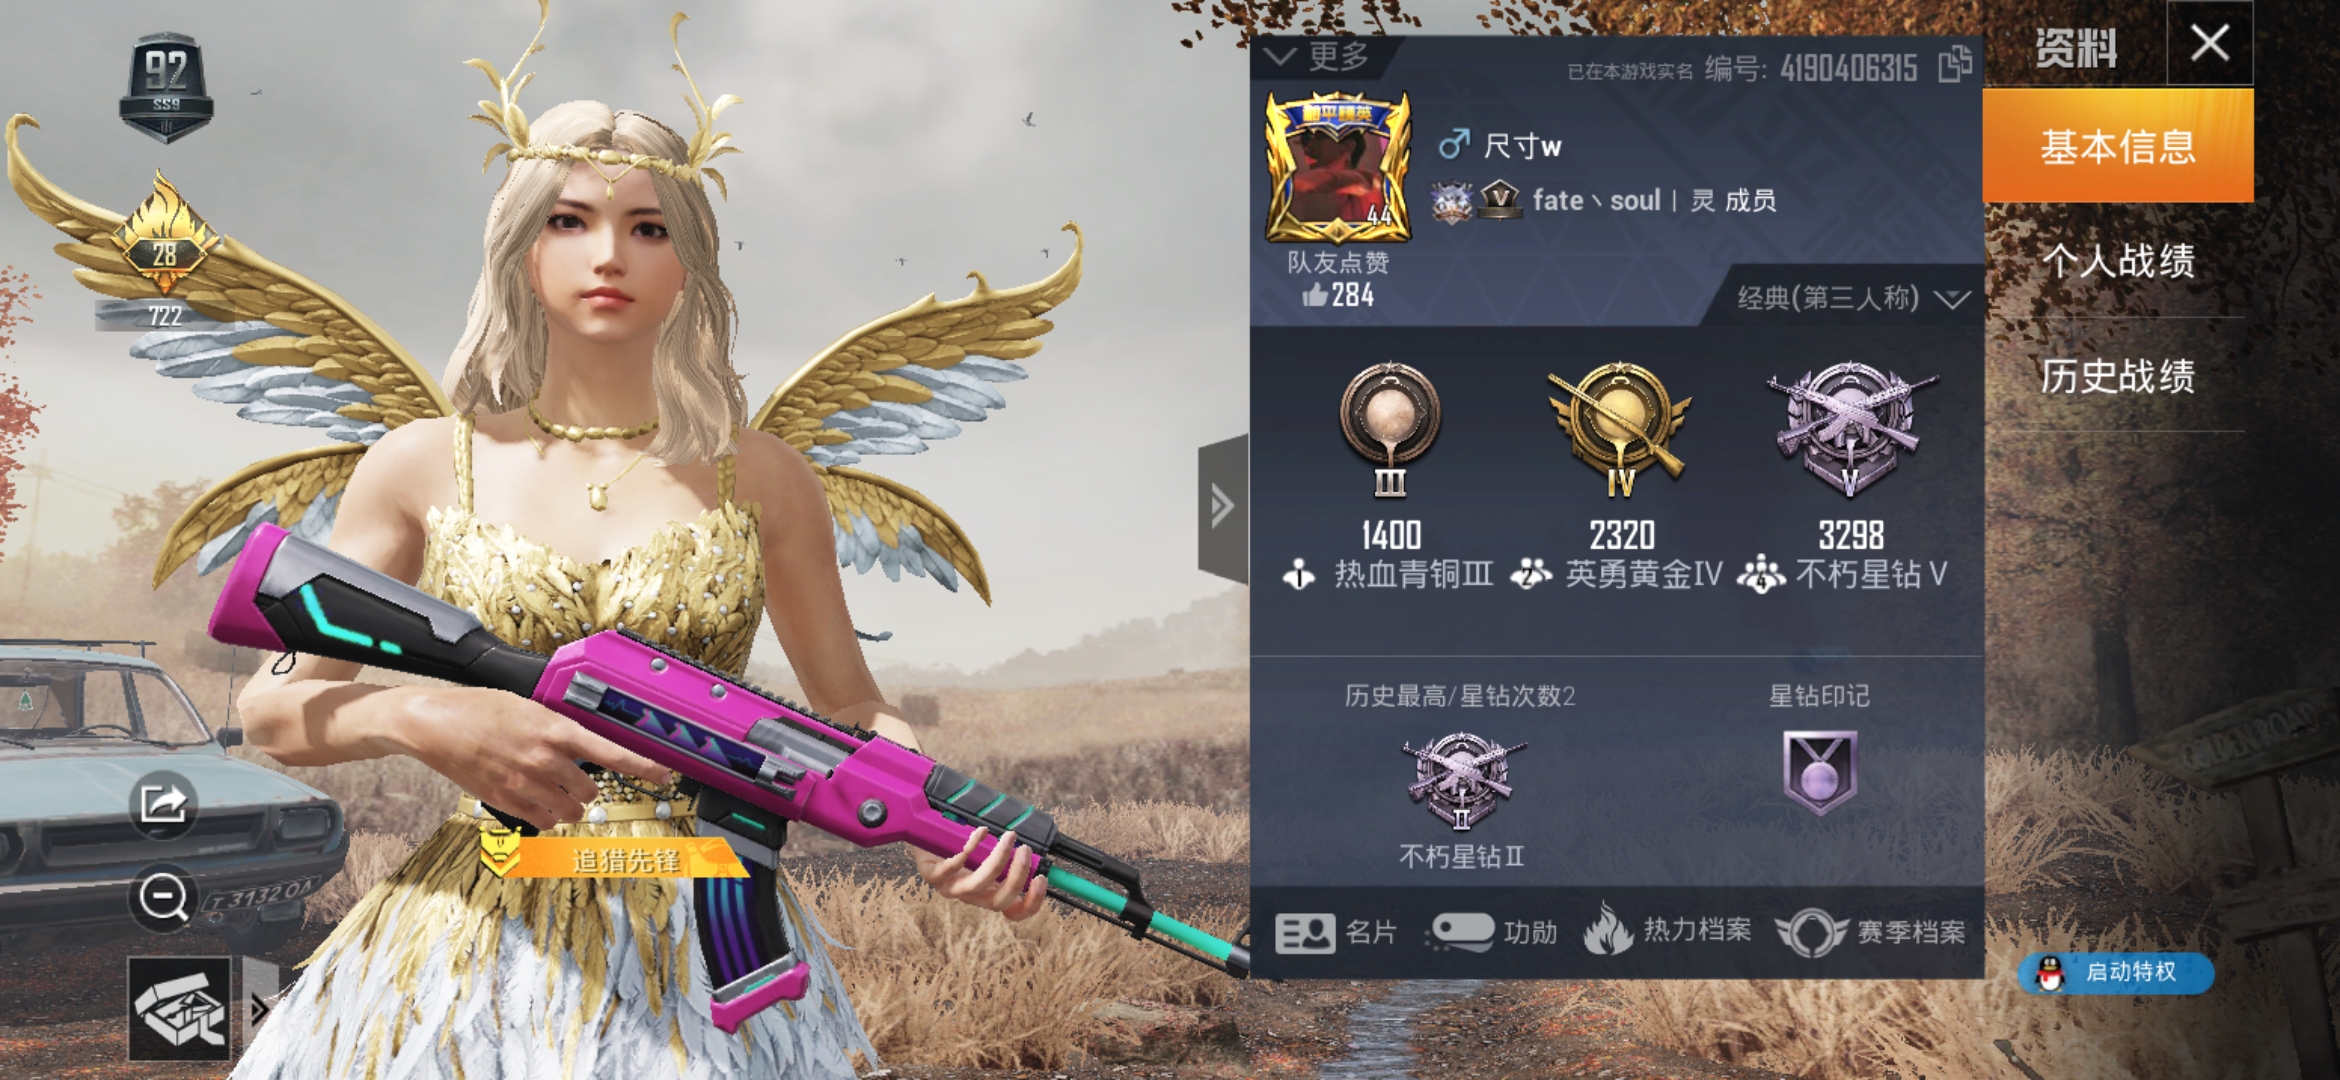 92
SS9
28
722
追猎先锋
T 3132 OA
更多
已在本游戏实名 编号: 4190406315
和平精英
44
尺寸w
V
fate丶soul丨灵 成员
队友点赞
284
经典(第三人称)
III IV V
1400 2320 3298
1 热血青铜III 2 英勇黄金IV 4 不朽星钻V
历史最高/星钻次数2 星钻印记
II
不朽星钻II
名片 功勋 热力档案 赛季档案
资料
基本信息
个人战绩
历史战绩
GOLDEN ROAD
启动特权